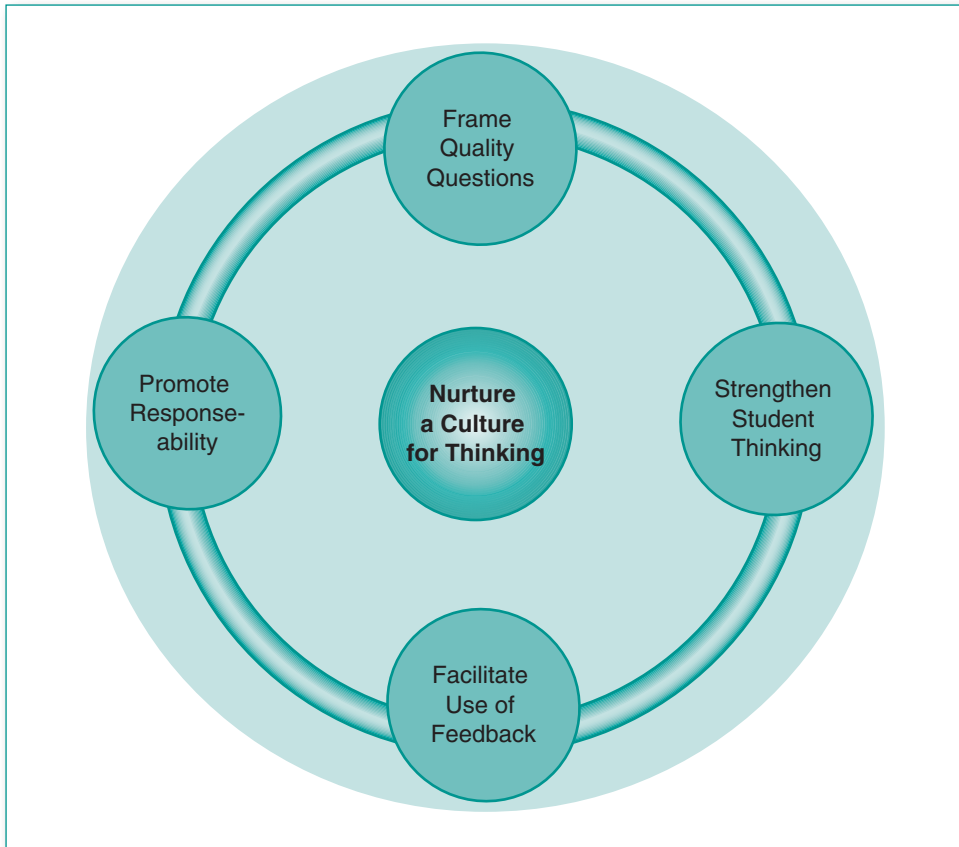 Frame
Quality
Questions
Promote
Response-
ability
Nurture
a Culture
for Thinking
Strengthen
Student
Thinking
Facilitate
Use of
Feedback